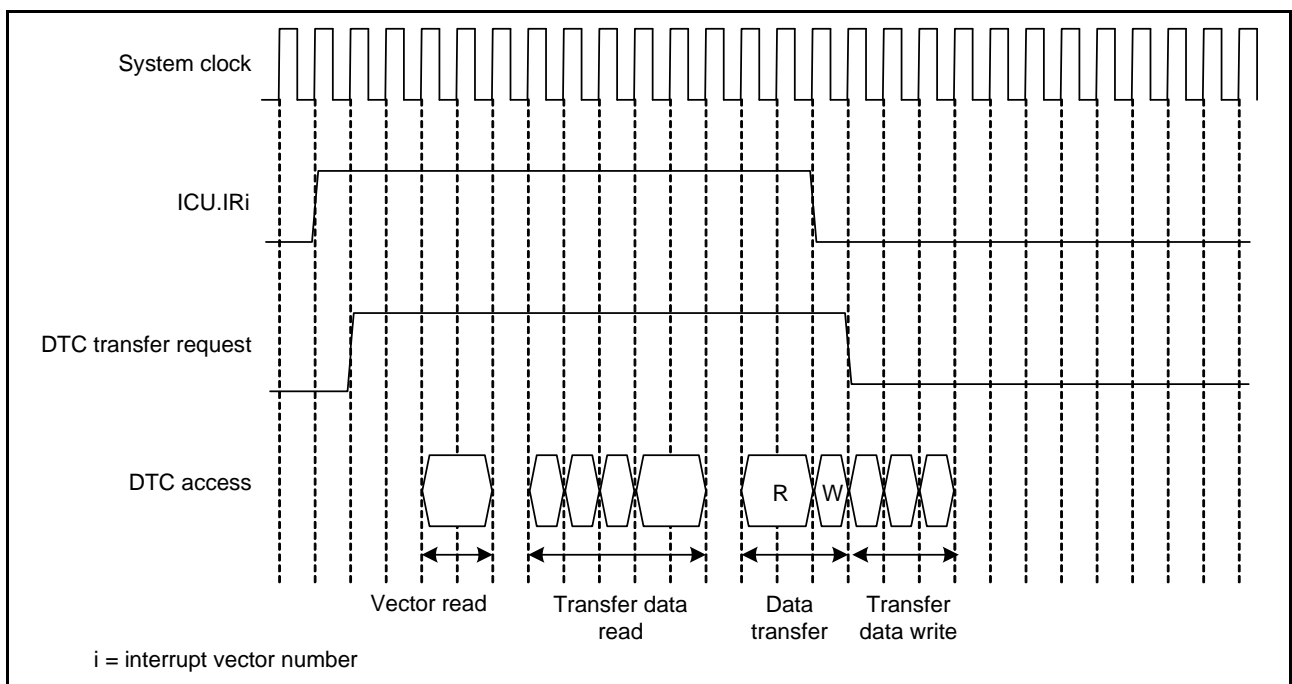 System clock
ICU.IRi
DTC transfer request
DTC access
R
W
Vector read
Transfer data
read
Data
transfer
Transfer
data write
i = interrupt vector number